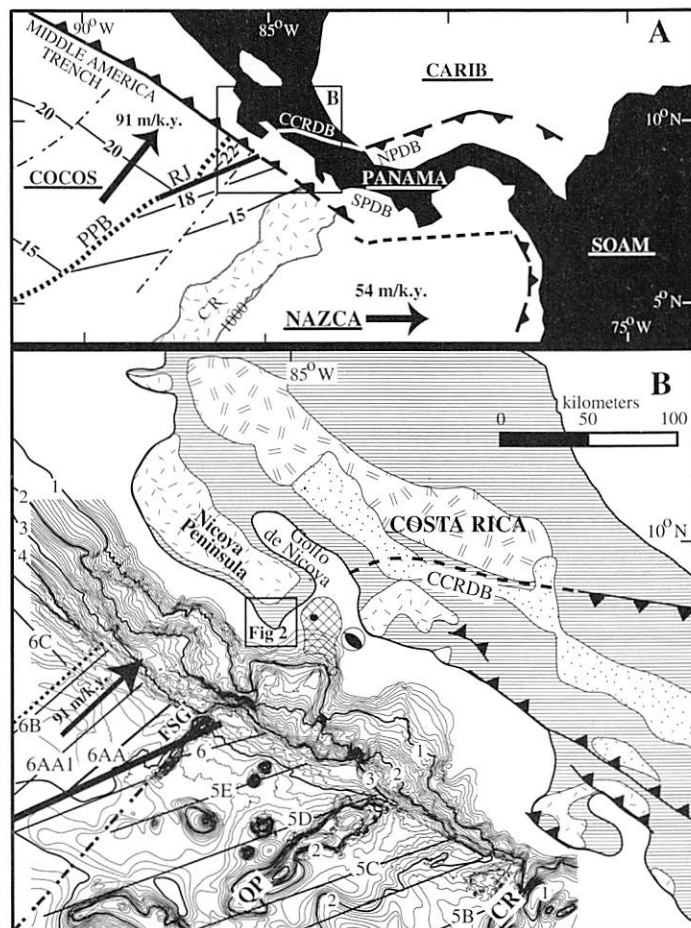 90°W
85°W
A
MIDDLE AMERICA
TRENCH
CARIB
B
20
91 m/k.y.
20
CCRDB
10°N
NPDB
22
RJ
COCOS
PANAMA
18
SPDB
PPB
15
15
SOAM
CR
1000
54 m/k.y.
NAZCA
5°N
75°W
85°W
B
kilometers
0 50 100
Nicoya
Peninsula
Golfo
de Nicoya
COSTA RICA
10°N
1
2
3
4
CCRDB
Fig 2
6C
91 m/k.y.
6B
FSG
6AA
6AA1
6
1
2
3
5E
5D
2
5C
QP
CR
2
5B
1